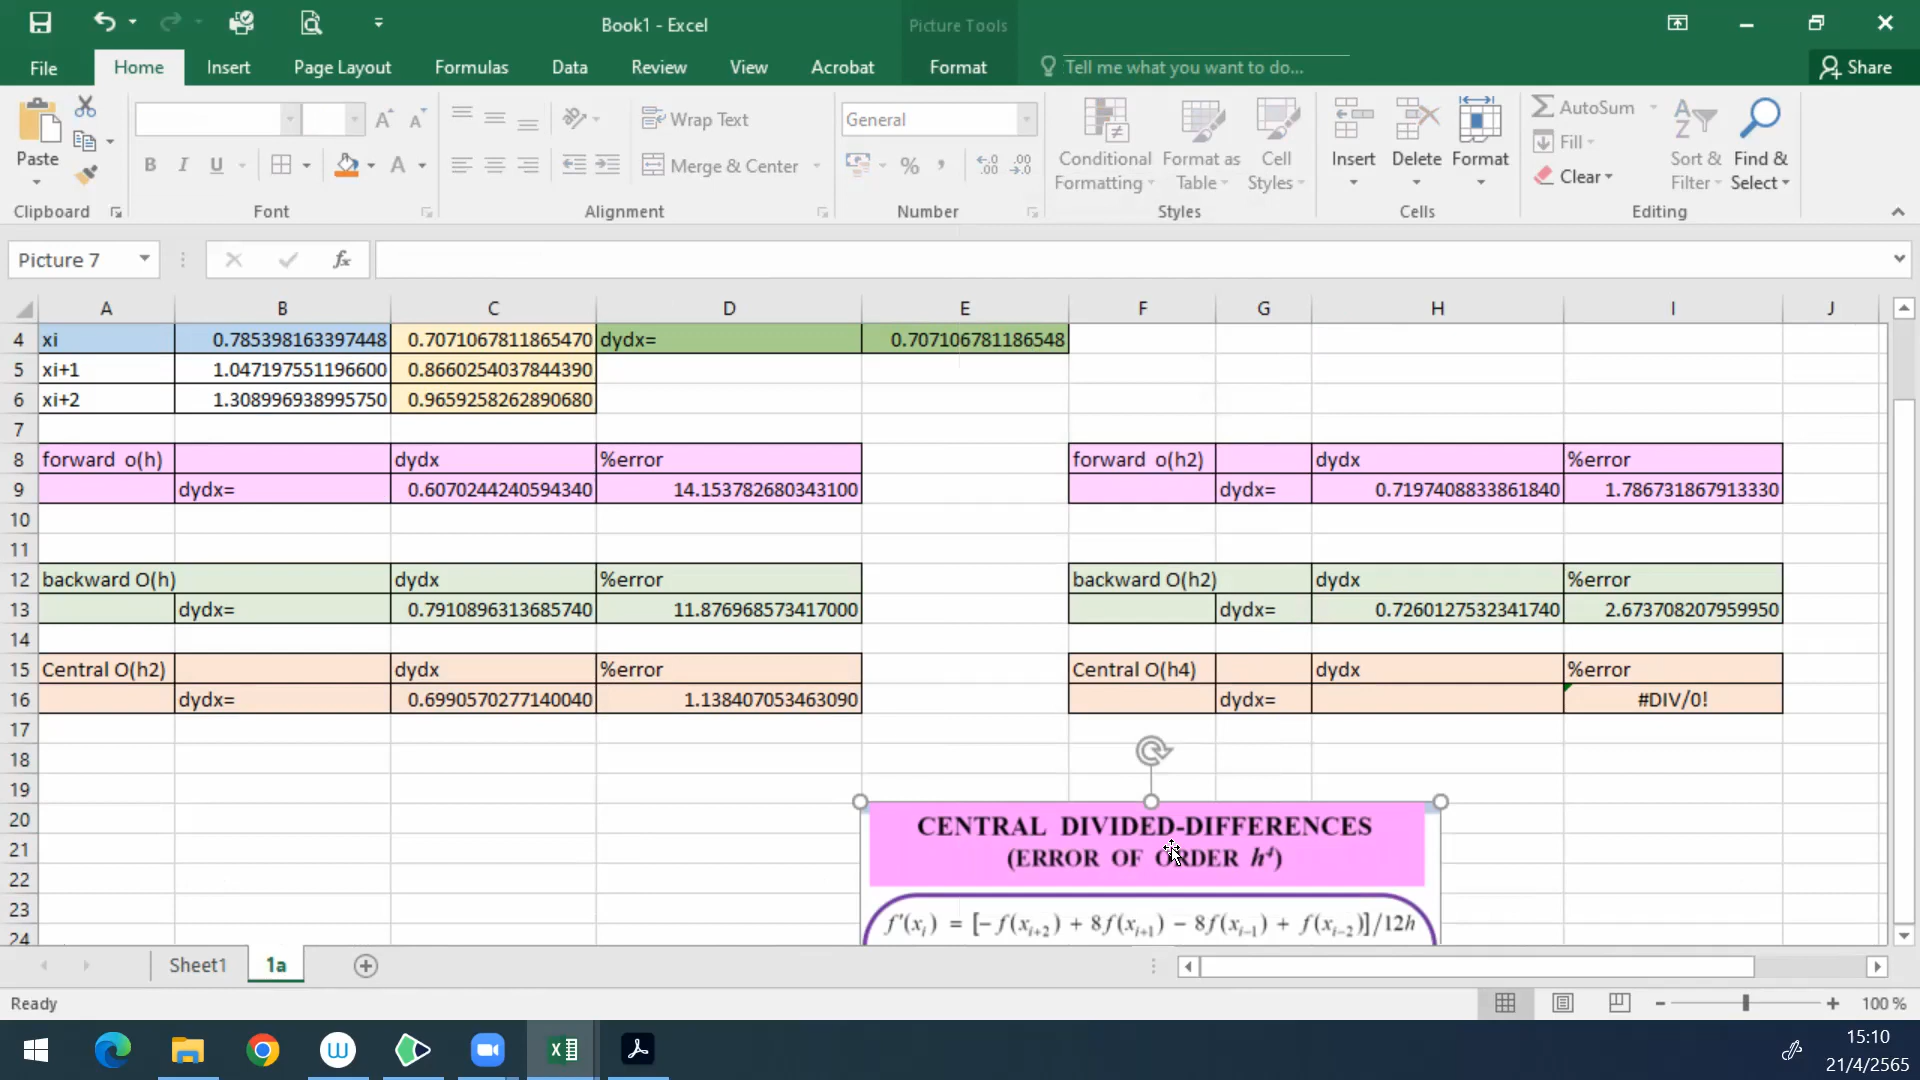 Book1 - Excel
Picture Tools
File
Home
Insert
Page Layout
Formulas
Data
Review
View
Acrobat
Format
Tell me what you want to do...
Share
Paste
Clipboard
B I U
A
Font
Wrap Text
Merge & Center
Alignment
General
%
Number
Conditional Formatting
Format as Table
Cell Styles
Styles
Insert
Delete
Format
Cells
AutoSum
Fill
Clear
Sort & Filter
Find & Select
Editing
Picture 7
fx
A B C D E F G H I J
4 xi 0.785398163397448 0.7071067811865470 dydx= 0.707106781186548
5 xi+1 1.047197551196600 0.8660254037844390
6 xi+2 1.308996938995750 0.9659258262890680
7
8 forward o(h) dydx %error forward o(h2) dydx %error
9 dydx= 0.6070244240594340 14.153782680343100 dydx= 0.7197408833861840 1.786731867913330
10
11
12 backward O(h) dydx %error backward O(h2) dydx %error
13 dydx= 0.7910896313685740 11.876968573417000 dydx= 0.7260127532341740 2.673708207959950
14
15 Central O(h2) dydx %error Central O(h4) dydx %error
16 dydx= 0.6990570277140040 1.138407053463090 dydx= #DIV/0!
17
18
19
20
21
22
23
24
CENTRAL DIVIDED-DIFFERENCES
(ERROR OF ORDER h⁴)
f′(xᵢ) = [− f(xᵢ₊₂) + 8f(xᵢ₊₁) − 8f(xᵢ₋₁) + f(xᵢ₋₂)]/12h
Sheet1
1a
Ready
100 %
15:10
21/4/2565